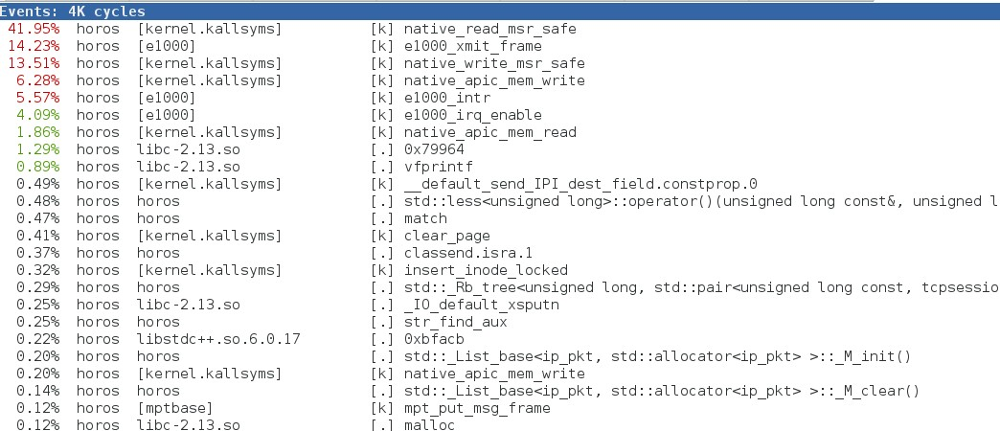 Events: 4K cycles
41.95% horos [kernel.kallsyms] [k] native_read_msr_safe
14.23% horos [e1000] [k] e1000_xmit_frame
13.51% horos [kernel.kallsyms] [k] native_write_msr_safe
6.28% horos [kernel.kallsyms] [k] native_apic_mem_write
5.57% horos [e1000] [k] e1000_intr
4.09% horos [e1000] [k] e1000_irq_enable
1.86% horos [kernel.kallsyms] [k] native_apic_mem_read
1.29% horos libc-2.13.so [.] 0x79964
0.89% horos libc-2.13.so [.] vfprintf
0.49% horos [kernel.kallsyms] [k] __default_send_IPI_dest_field.constprop.0
0.48% horos horos [.] std::less<unsigned long>::operator()(unsigned long const&, unsigned l
0.47% horos horos [.] match
0.41% horos [kernel.kallsyms] [k] clear_page
0.37% horos horos [.] classend.isra.1
0.32% horos [kernel.kallsyms] [k] insert_inode_locked
0.29% horos horos [.] std::_Rb_tree<unsigned long, std::pair<unsigned long const, tcpsessio
0.25% horos libc-2.13.so [.] _IO_default_xsputn
0.25% horos horos [.] str_find_aux
0.22% horos libstdc++.so.6.0.17 [.] 0xbfacb
0.20% horos horos [.] std::_List_base<ip_pkt, std::allocator<ip_pkt> >::_M_init()
0.20% horos [kernel.kallsyms] [k] native_apic_mem_write
0.14% horos horos [.] std::_List_base<ip_pkt, std::allocator<ip_pkt> >::_M_clear()
0.12% horos [mptbase] [k] mpt_put_msg_frame
0.12% horos libc-2.13.so [.] malloc